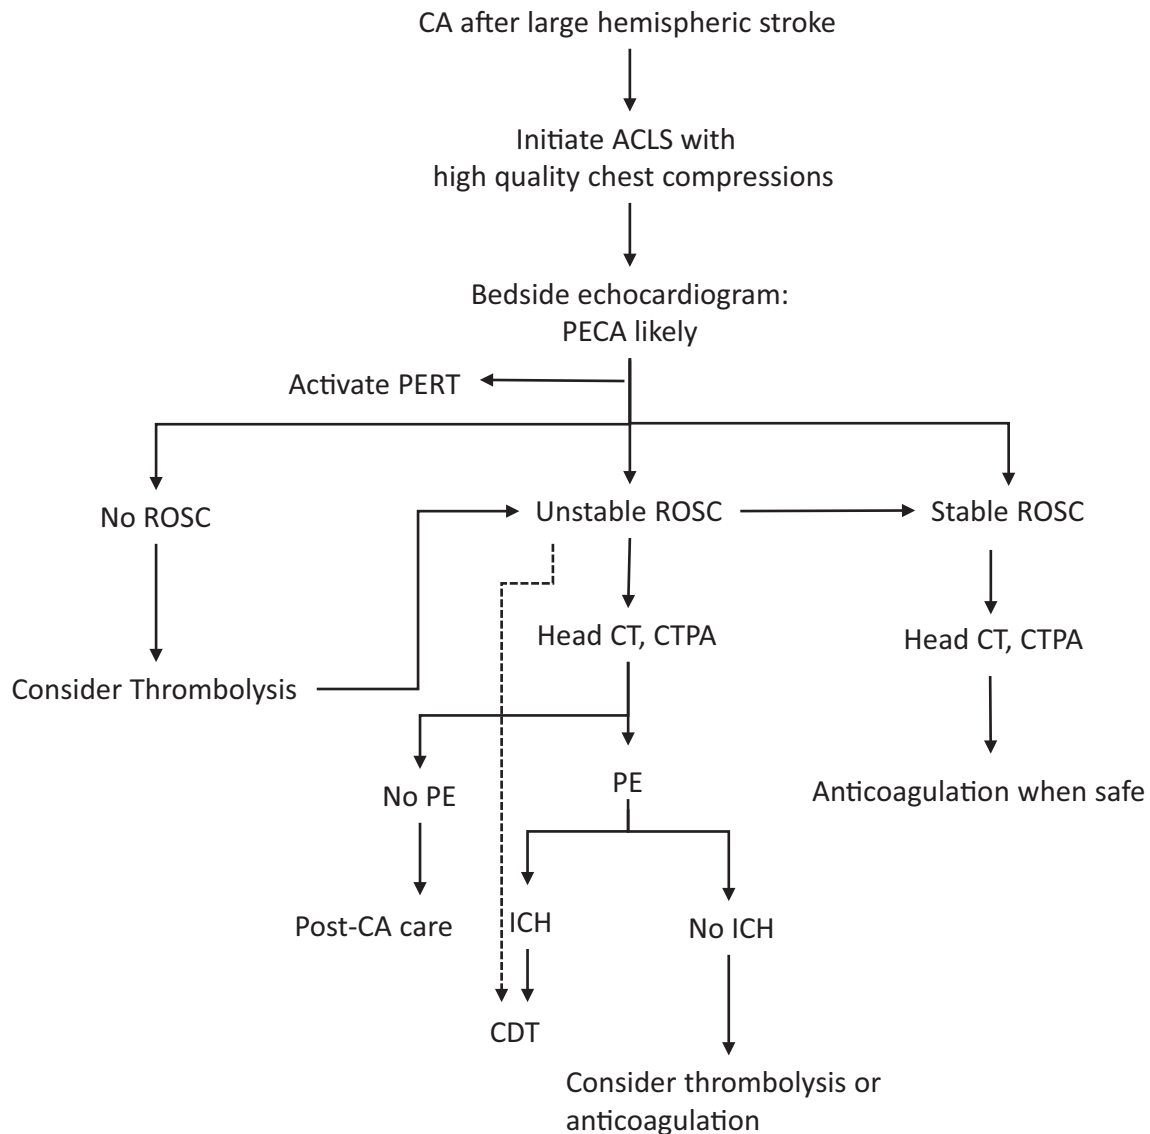 CA after large hemispheric stroke
Initiate ACLS with
high quality chest compressions
Bedside echocardiogram:
PECA likely
Activate PERT
No ROSC
Unstable ROSC
Stable ROSC
Head CT, CTPA
Head CT, CTPA
Consider Thrombolysis
No PE
PE
Anticoagulation when safe
Post-CA care
ICH
No ICH
CDT
Consider thrombolysis or
anticoagulation